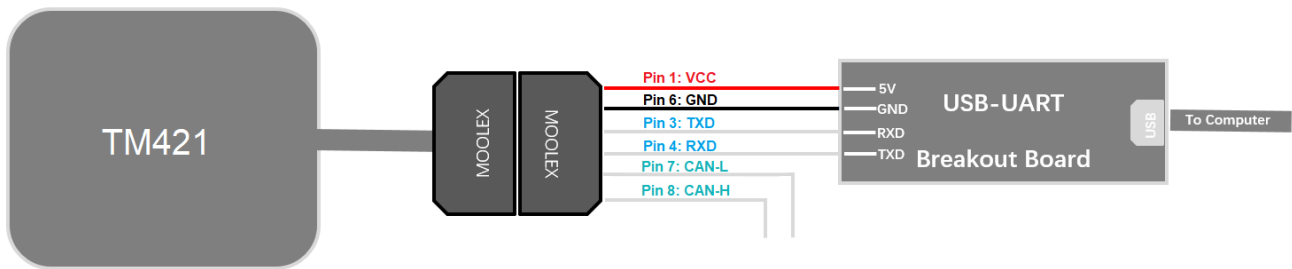 TM421
MOOLEX
MOOLEX
Pin 1: VCC
Pin 6: GND
Pin 3: TXD
Pin 4: RXD
Pin 7: CAN-L
Pin 8: CAN-H
5V
GND
RXD
TXD
USB-UART
Breakout Board
USB
To Computer